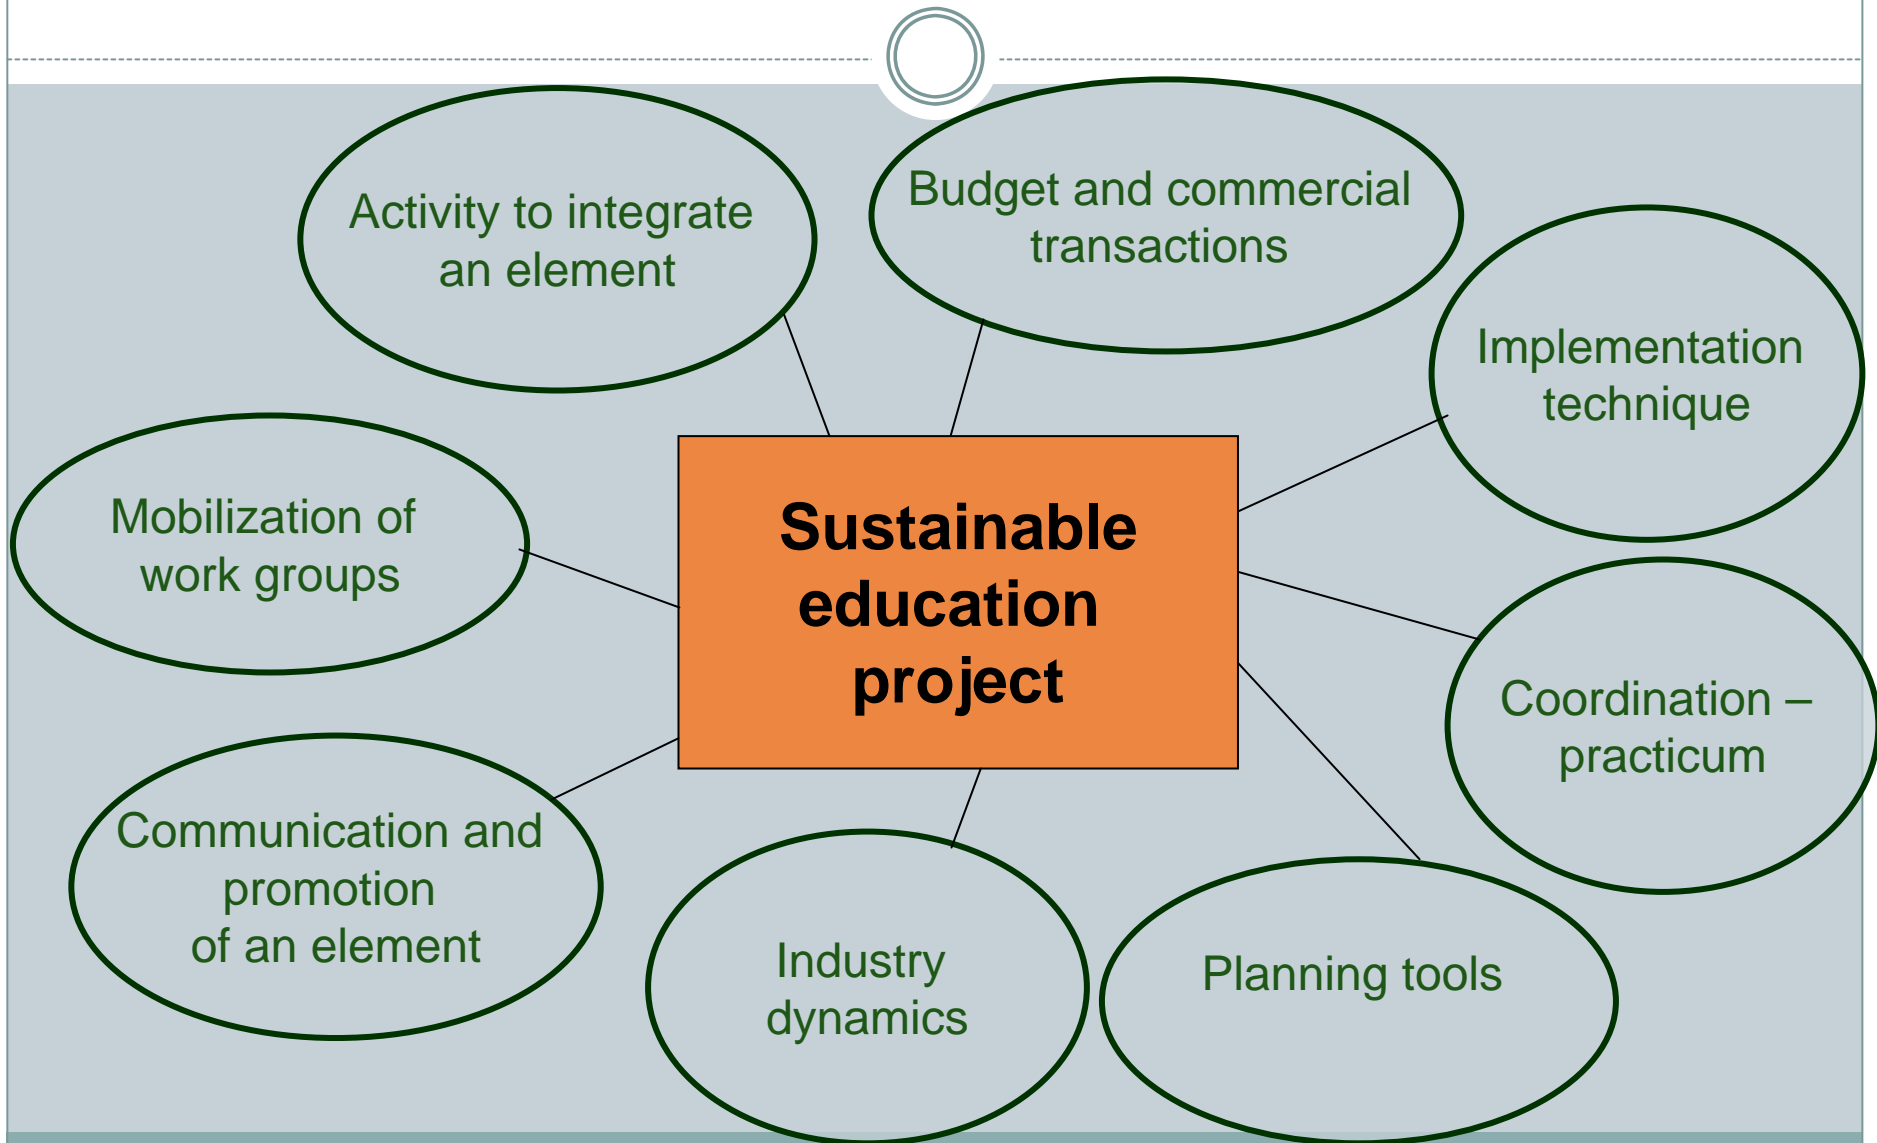 Activity to integrate
an element
Budget and commercial
transactions
Implementation
technique
Mobilization of
work groups
Sustainable
education
project
Coordination –
practicum
Communication and
promotion
of an element
Industry
dynamics
Planning tools